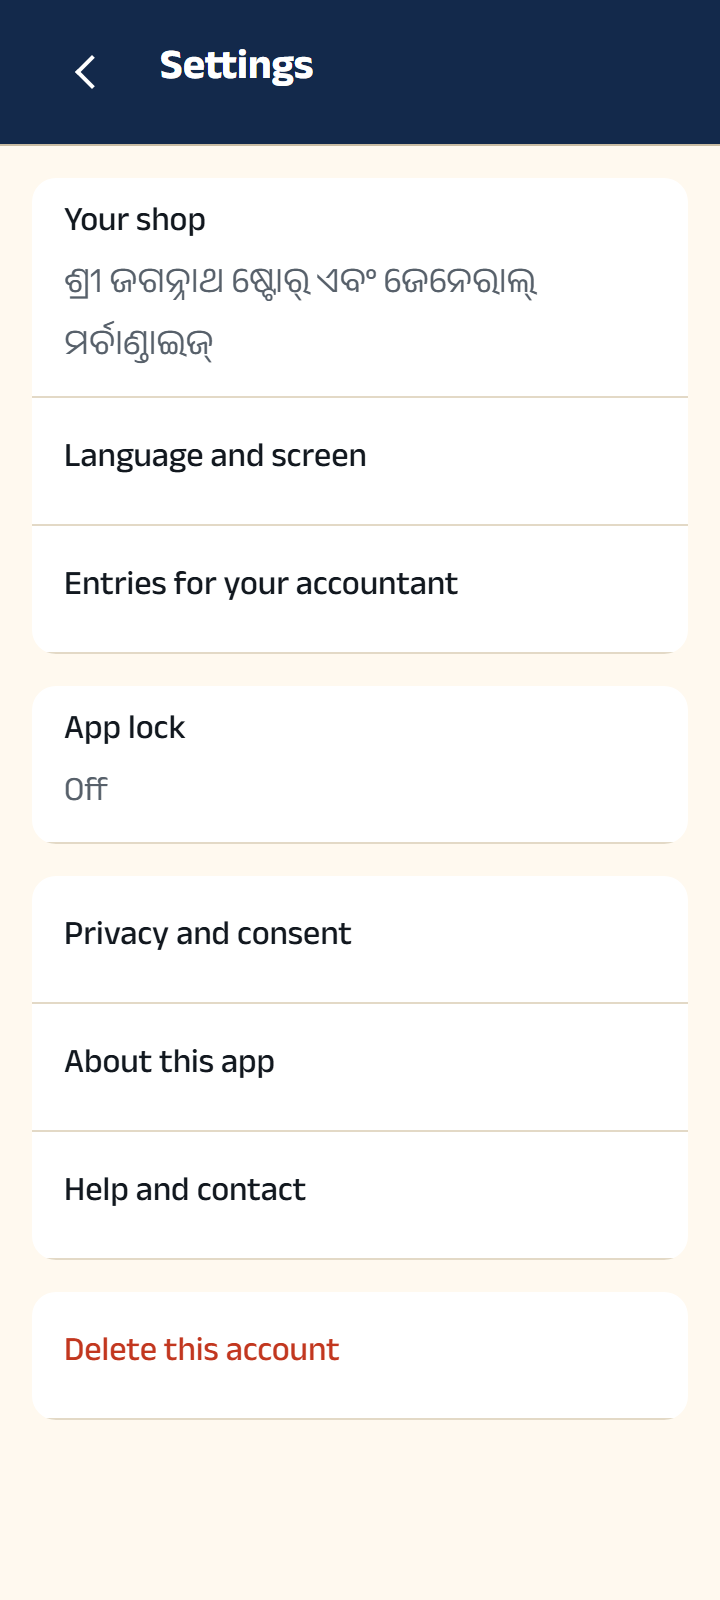 Settings
Your shop
ଶ୍ରୀ ଜଗନ୍ନାଥ ଷ୍ଟୋର୍ ଏବଂ ଜେନେରାଲ୍
ମର୍ଚାଣ୍ଡାଇଜ୍
Language and screen
Entries for your accountant
App lock
Off
Privacy and consent
About this app
Help and contact
Delete this account